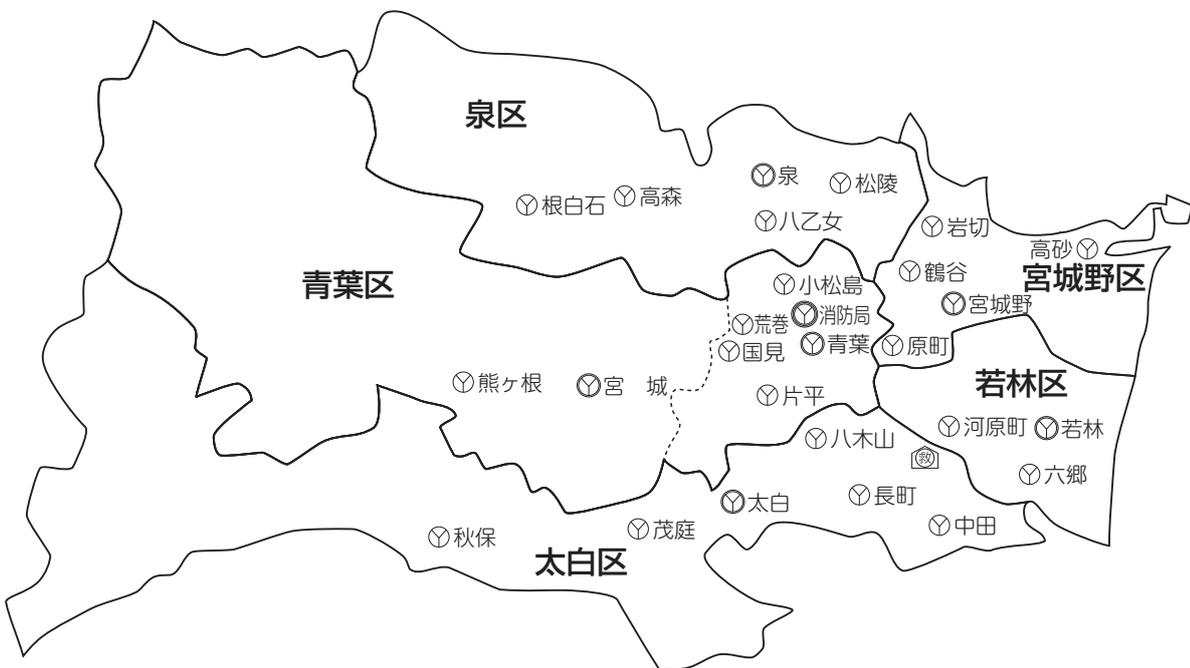 泉区
泉
松陵
根白石
高森
八乙女
岩切
高砂
鶴谷
宮城野区
青葉区
小松島
宮城野
荒巻
消防局
国見
青葉
原町
熊ヶ根
宮　城
片平
若林区
八木山
河原町
若林
救
六郷
太白
長町
秋保
茂庭
中田
太白区